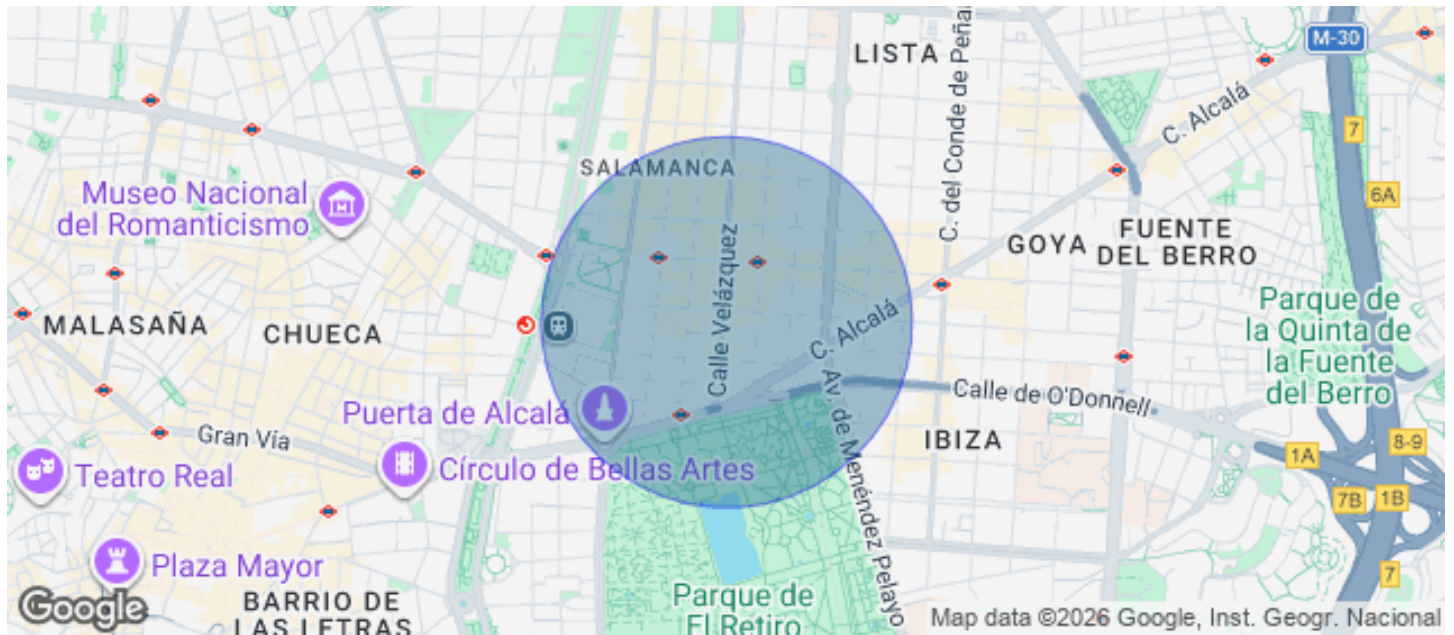 LISTA
M-30
C. del Conde de Peñal
C. Alcalá
7
SALAMANCA
Museo Nacional
del Romanticismo
6A
Calle Velázquez
GOYA
FUENTE
DEL BERRO
MALASAÑA
CHUECA
Parque de
la Quinta de
la Fuente
del Berro
C. Alcalá
Av. de Menéndez Pelayo
Calle de O'Donnell
Puerta de Alcalá
Gran Vía
IBIZA
8-9
1A
Teatro Real
Círculo de Bellas Artes
7B
1B
Plaza Mayor
7
BARRIO DE
LAS LETRAS
Parque de
El Retiro
Google
Map data ©2026 Google, Inst. Geogr. Nacional